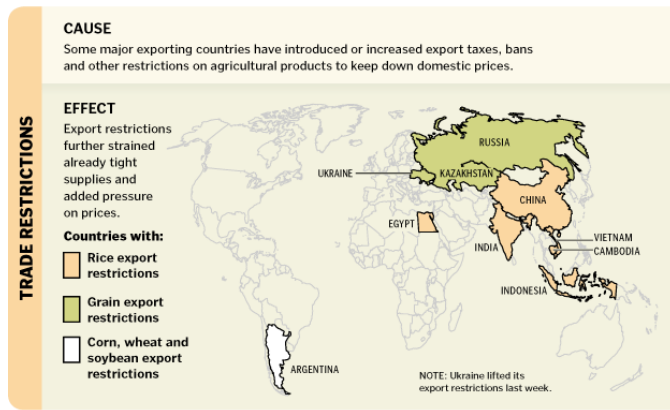 TRADE RESTRICTIONS
CAUSE
Some major exporting countries have introduced or increased export taxes, bans
and other restrictions on agricultural products to keep down domestic prices.
EFFECT
Export restrictions
further strained
already tight
supplies and
added pressure
on prices.
Countries with:
Rice export
restrictions
Grain export
restrictions
Corn, wheat and
soybean export
restrictions
RUSSIA
UKRAINE
KAZAKHSTAN
CHINA
EGYPT
INDIA
VIETNAM
CAMBODIA
INDONESIA
ARGENTINA
NOTE: Ukraine lifted its
export restrictions last week.